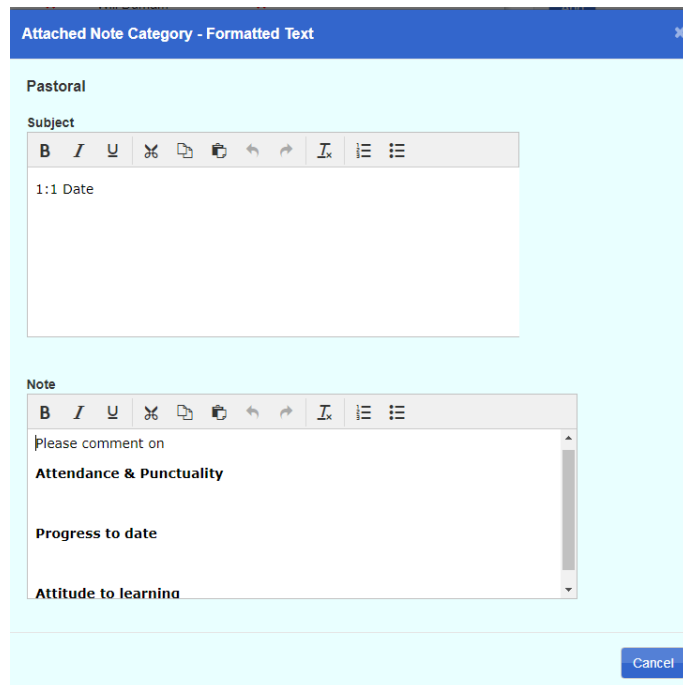 Attached Note Category - Formatted Text
Pastoral
Subject
B I U
1:1 Date
Note
B I U
Please comment on
Attendance & Punctuality
Progress to date
Attitude to learning
Cancel